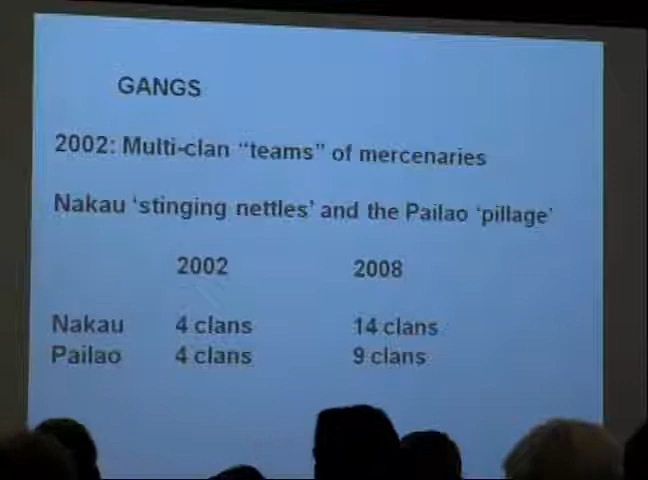 GANGS
2002: Multi-clan “teams” of mercenaries
Nakau ‘stinging nettles’ and the Pailao ‘pillage’
2002 2008
Nakau 4 clans 14 clans
Pailao 4 clans 9 clans